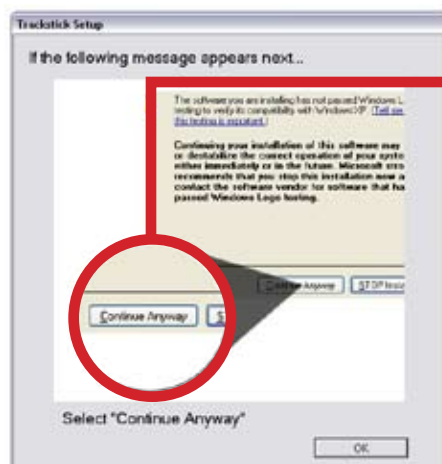 Trackstick Setup
If the following message appears next...
The software you are installing has not passed Windows L
testing to verify its compatibility with Windows XP. (Tell me
this testing is important.)
Continuing your installation of this software may
or destabilize the correct operation of your syste
either immediately or in the future. Microsoft stro
recommends that you stop this installation now a
contact the software vendor for software that ha
passed Windows Logo testing.
Continue Anyway STOP Insta
Continue Anyway S
Select "Continue Anyway"
OK